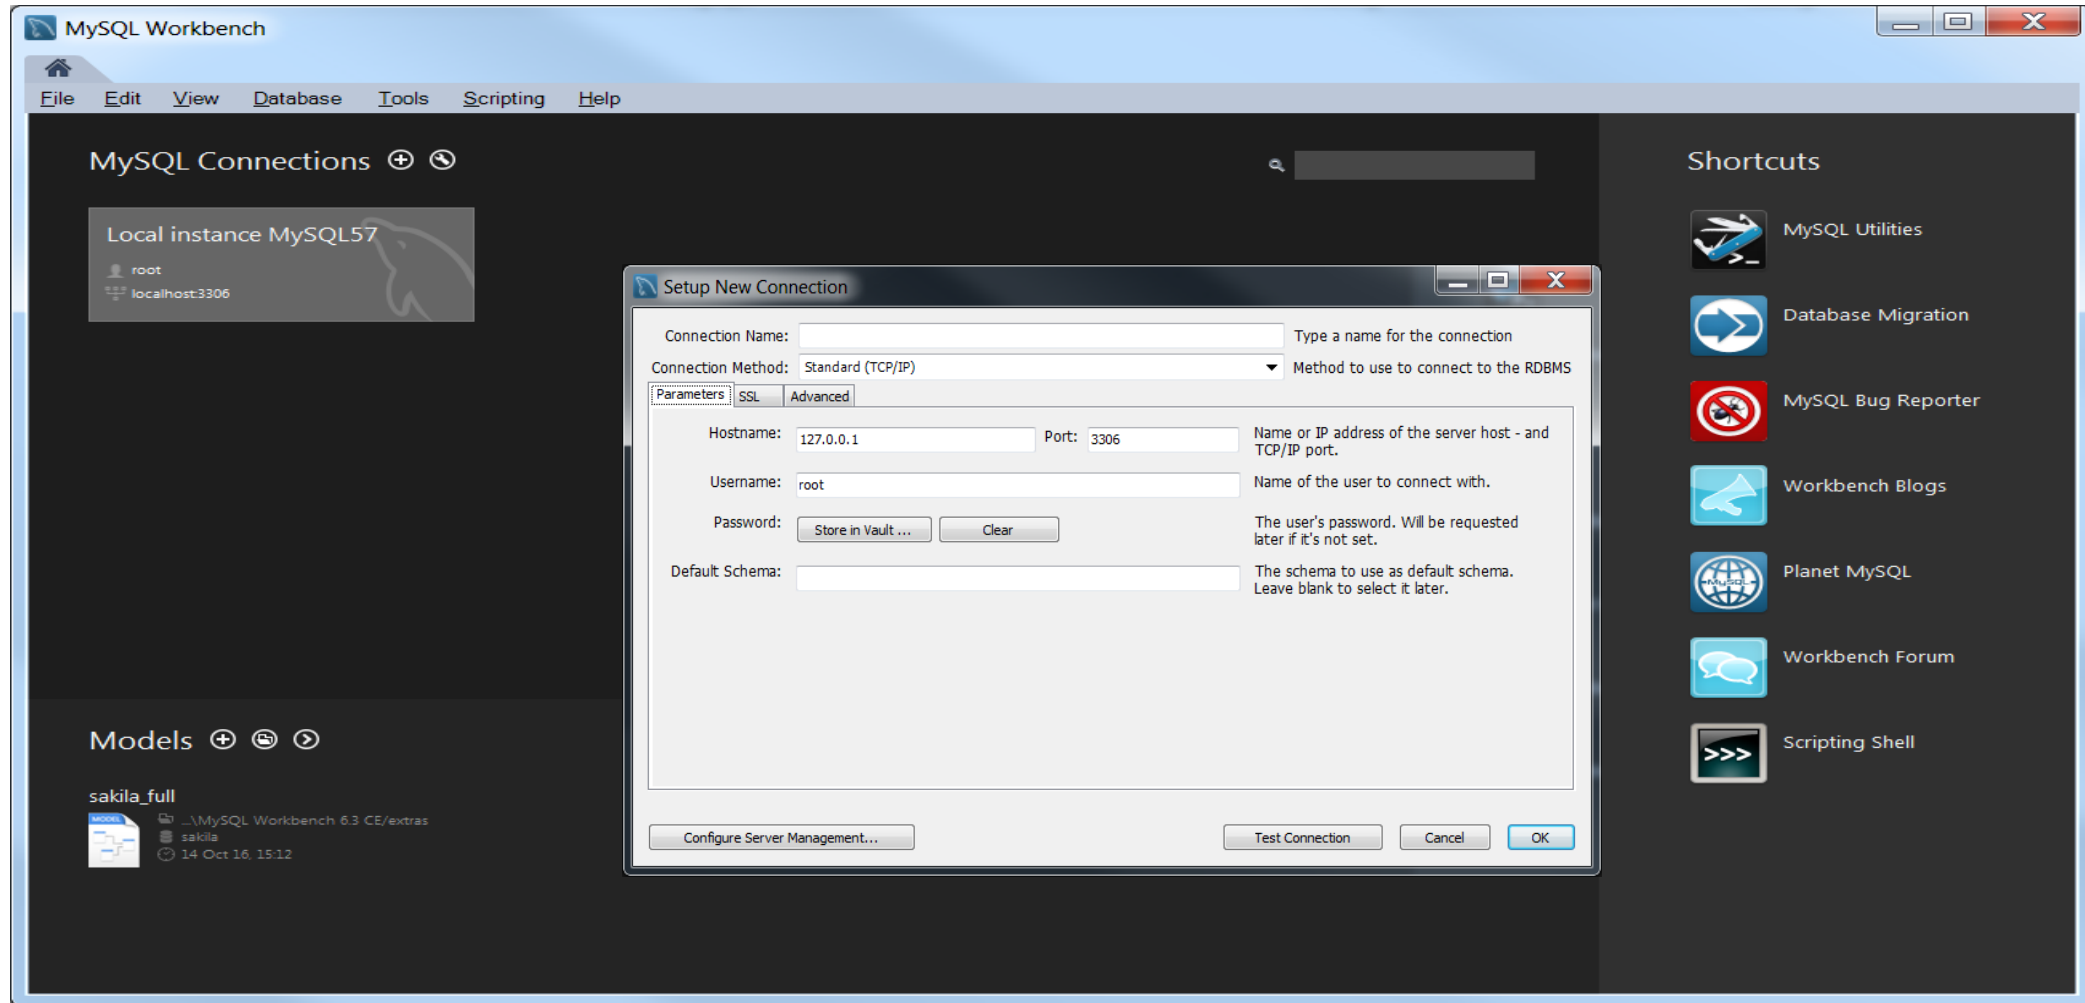 MySQL Workbench
File Edit View Database Tools Scripting Help
MySQL Connections
Local instance MySQL57
root
localhost:3306
Setup New Connection
Connection Name: Type a name for the connection
Connection Method: Standard (TCP/IP) Method to use to connect to the RDBMS
Parameters SSL Advanced
Hostname: 127.0.0.1 Port: 3306 Name or IP address of the server host - and
TCP/IP port.
Username: root Name of the user to connect with.
Password: Store in Vault ... Clear The user's password. Will be requested
later if it's not set.
Default Schema: The schema to use as default schema.
Leave blank to select it later.
Configure Server Management... Test Connection Cancel OK
Models
sakila_full
MODEL
...\MySQL Workbench 6.3 CE/extras
sakila
14 Oct 16, 15:12
Shortcuts
MySQL Utilities
Database Migration
MySQL Bug Reporter
Workbench Blogs
MySQL
Planet MySQL
Workbench Forum
>>>
Scripting Shell